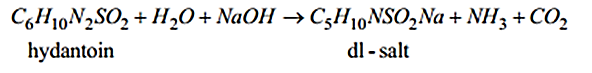 C₆H₁₀N₂SO₂ + H₂O + NaOH → C₅H₁₀NSO₂Na + NH₃ + CO₂
hydantoin dl - salt